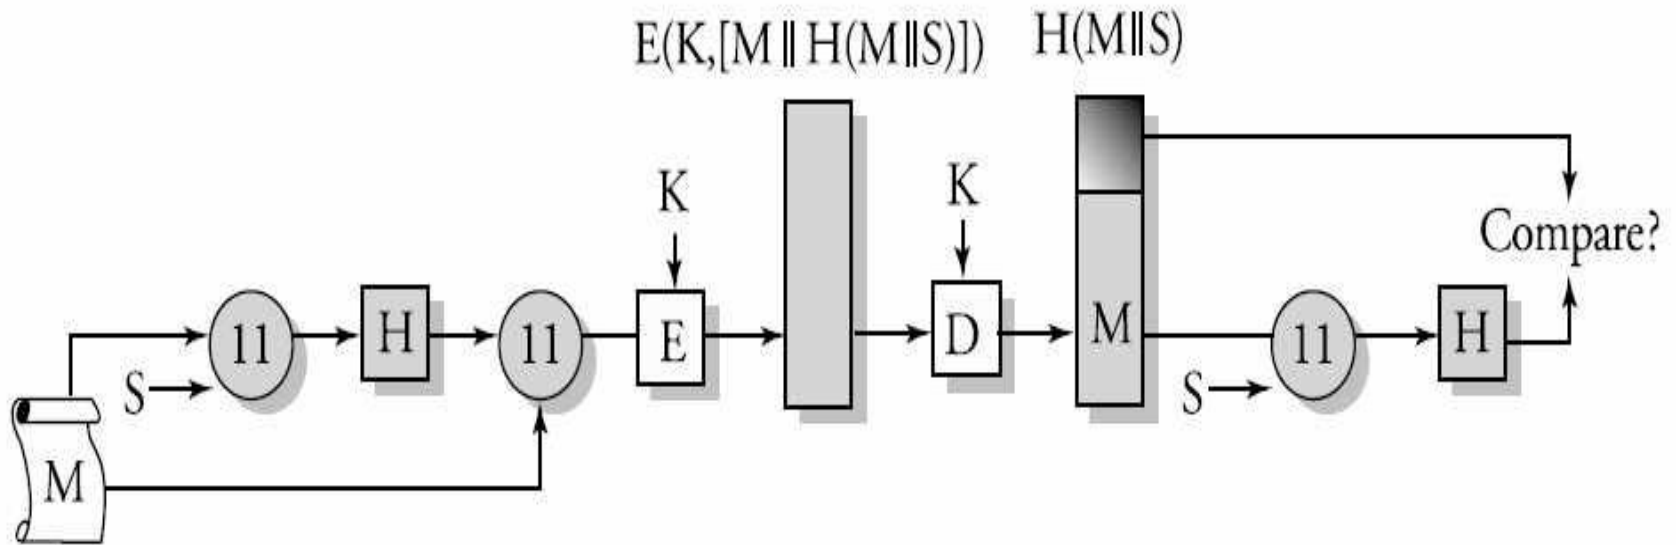 E(K,[M || H(M||S)])
H(M||S)
K
K
Compare?
11
H
11
E
D
M
11
H
S
S
M